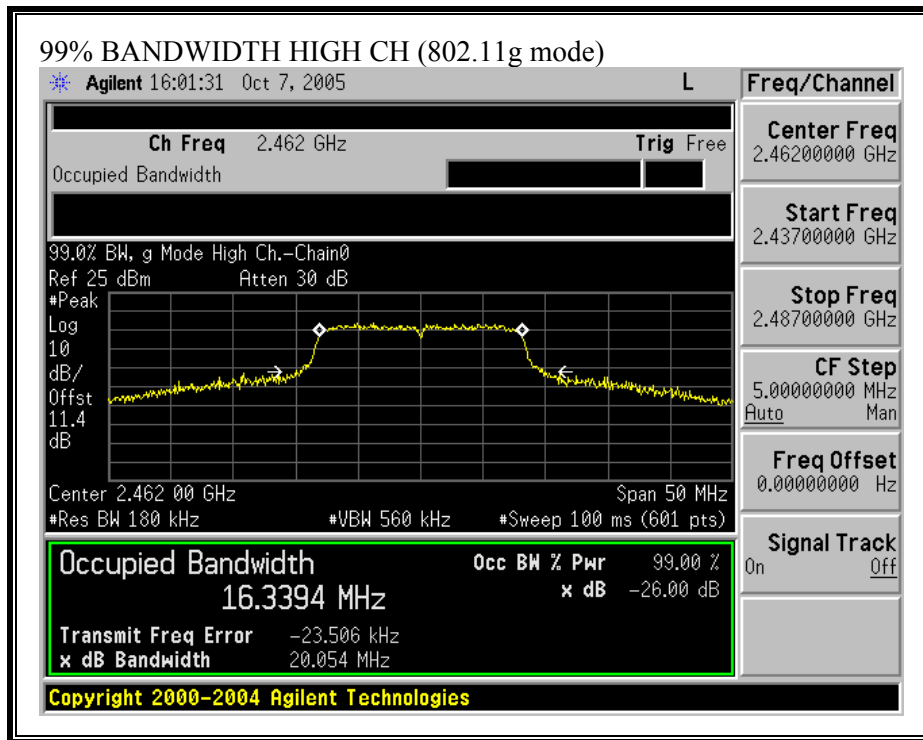 99% BANDWIDTH HIGH CH (802.11g mode)
Agilent 16:01:31 Oct 7, 2005 L Freq/Channel
Ch Freq 2.462 GHz Trig Free
Occupied Bandwidth
99.0% BW, g Mode High Ch.-Chain0
Ref 25 dBm Atten 30 dB
#Peak
Log
10
dB/
Offst
11.4
dB
Center 2.462 00 GHz Span 50 MHz
#Res BW 180 kHz #VBW 560 kHz #Sweep 100 ms (601 pts)
Occupied Bandwidth
16.3394 MHz
Occ BW % Pwr 99.00 %
x dB -26.00 dB
Transmit Freq Error -23.506 kHz
x dB Bandwidth 20.054 MHz
Copyright 2000-2004 Agilent Technologies
Center Freq
2.46200000 GHz
Start Freq
2.43700000 GHz
Stop Freq
2.48700000 GHz
CF Step
5.00000000 MHz
Auto Man
Freq Offset
0.00000000 Hz
Signal Track
On Off